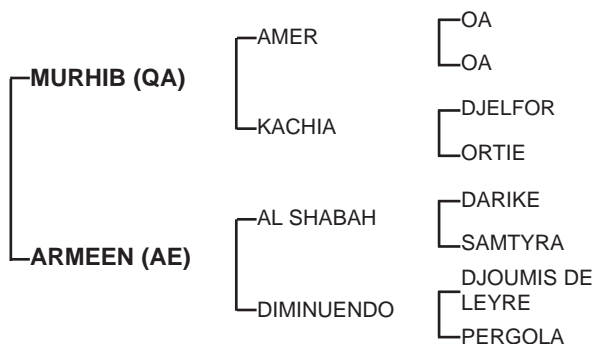 OA
AMER
OA
MURHIB (QA)
DJELFOR
KACHIA
ORTIE
DARIKE
AL SHABAH
SAMTYRA
ARMEEN (AE)
DJOUMIS DE
LEYRE
DIMINUENDO
PERGOLA